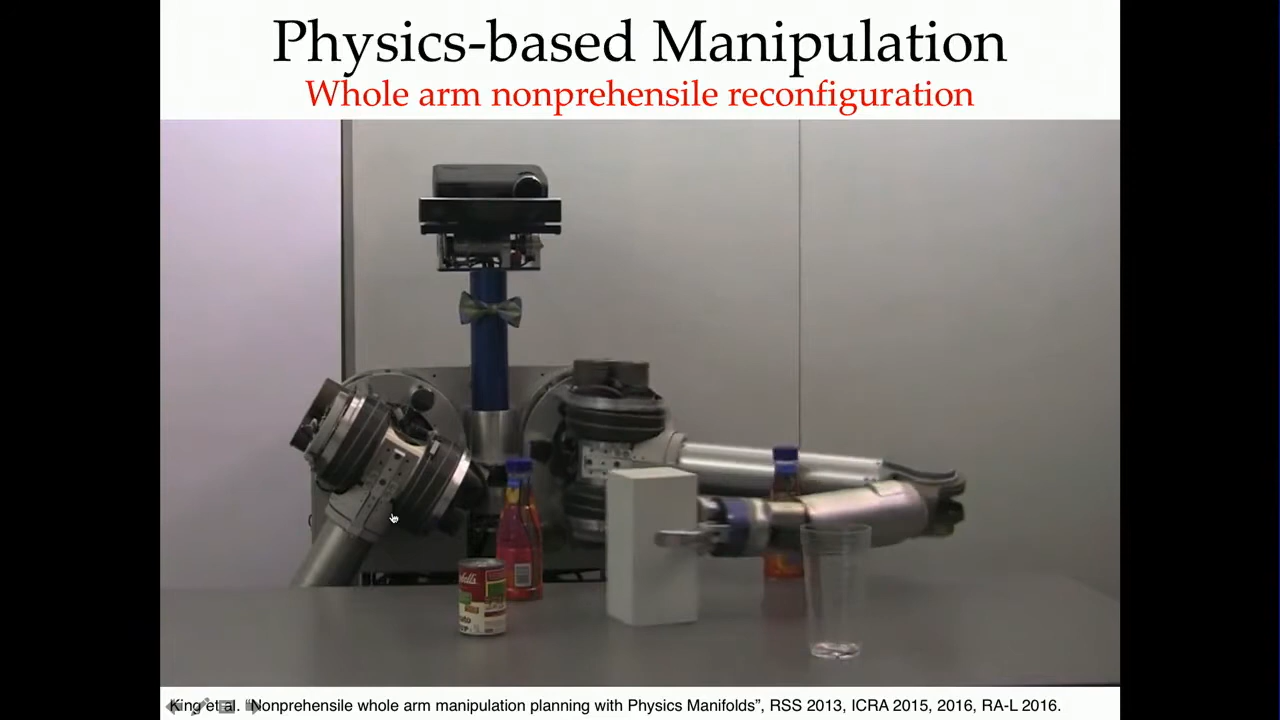 Physics-based Manipulation
Whole arm nonprehensile reconfiguration
King et al. "Nonprehensile whole arm manipulation planning with Physics Manifolds", RSS 2013, ICRA 2015, 2016, RA-L 2016.